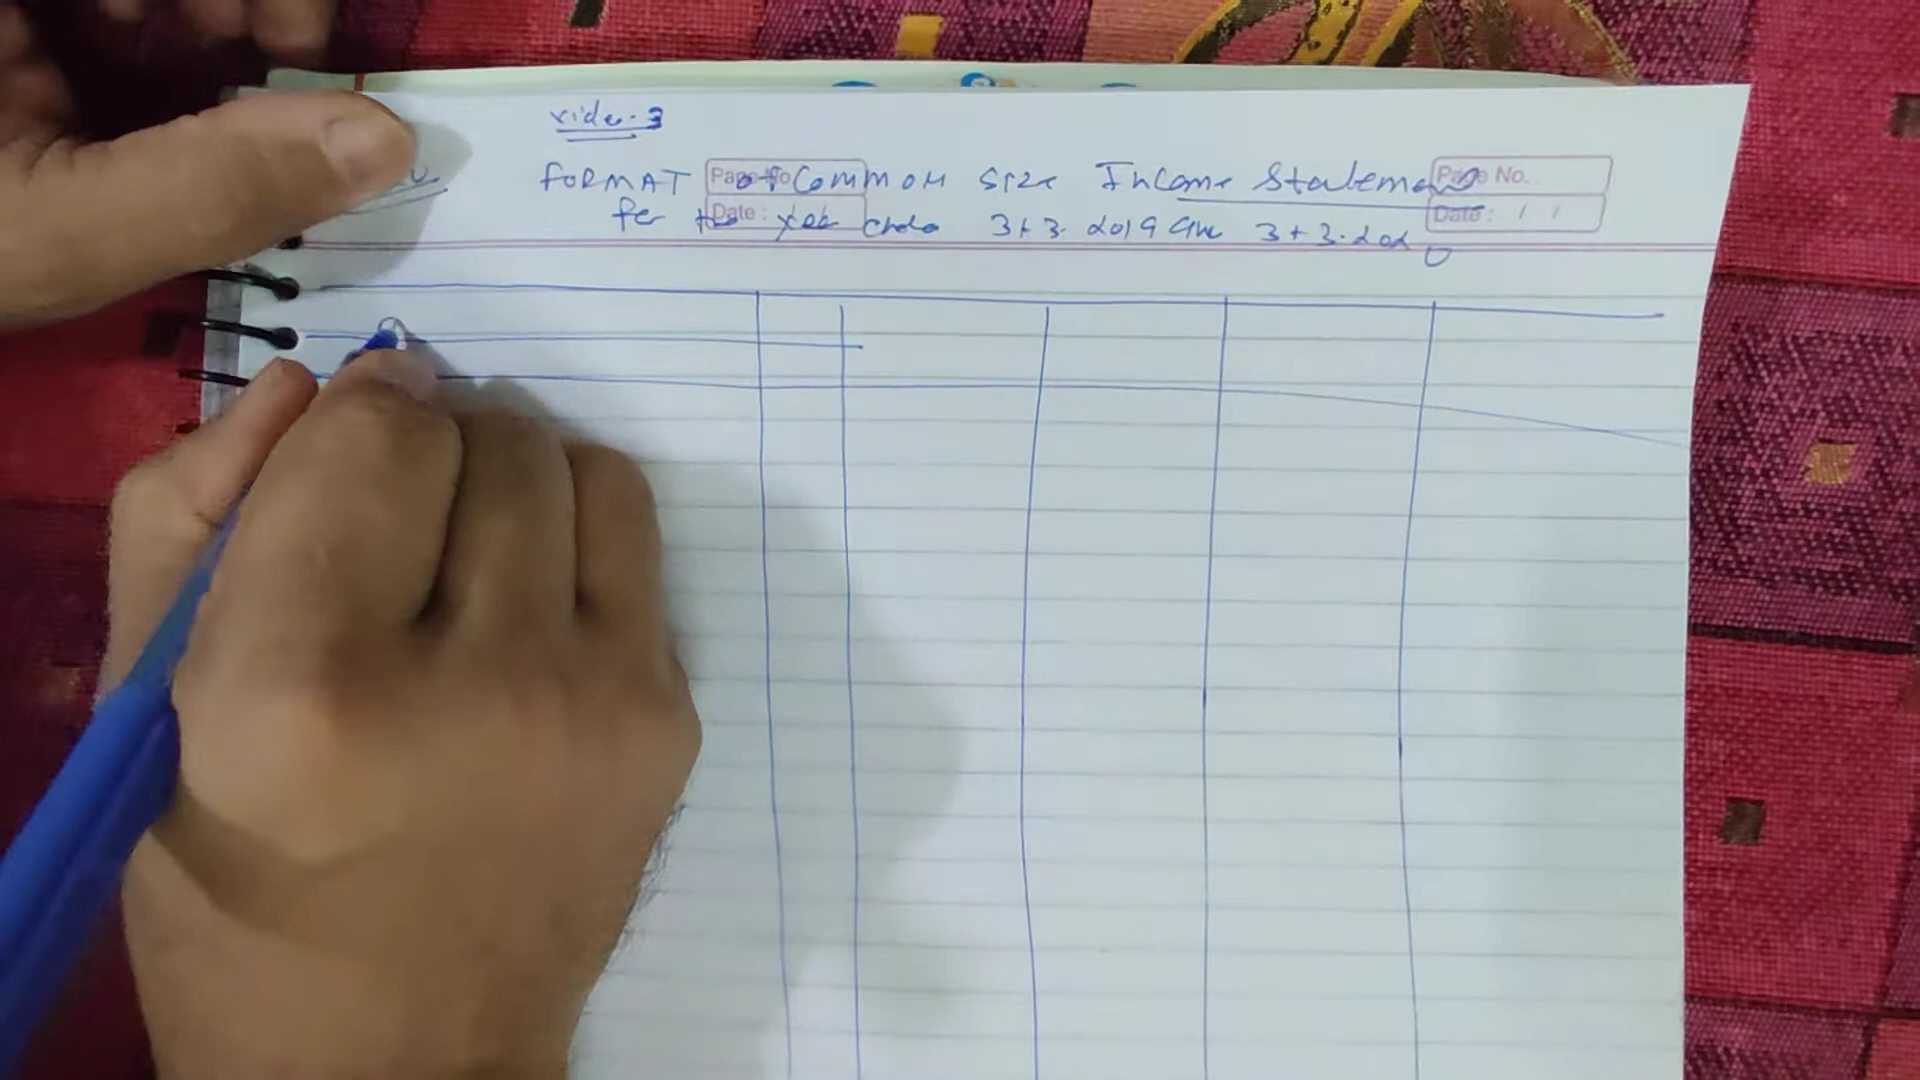 video-3
FORMAT of Common size Income Statement
for the year ended 31.3.2019 and 31.3.2020
Page No.
Date: / /
Page No.
Date: / /